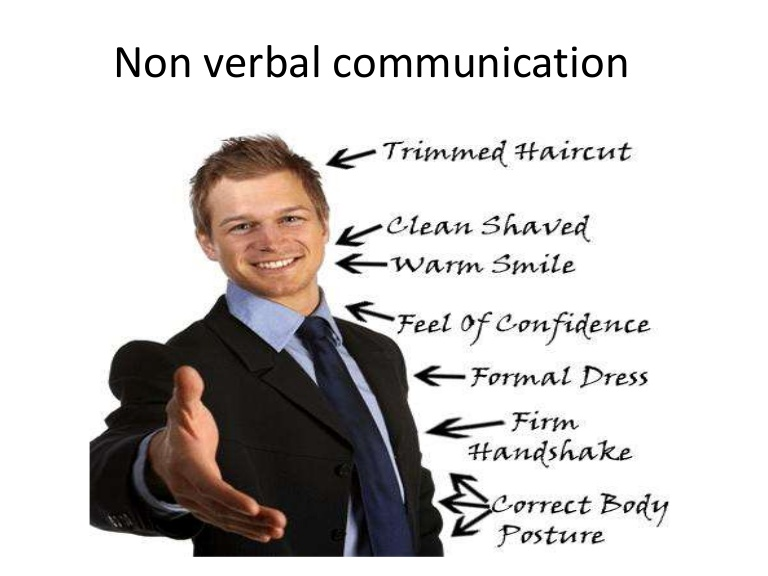 Non verbal communication
Trimmed Haircut
Clean Shaved
Warm Smile
Feel Of Confidence
Formal Dress
Firm
Handshake
Correct Body
Posture